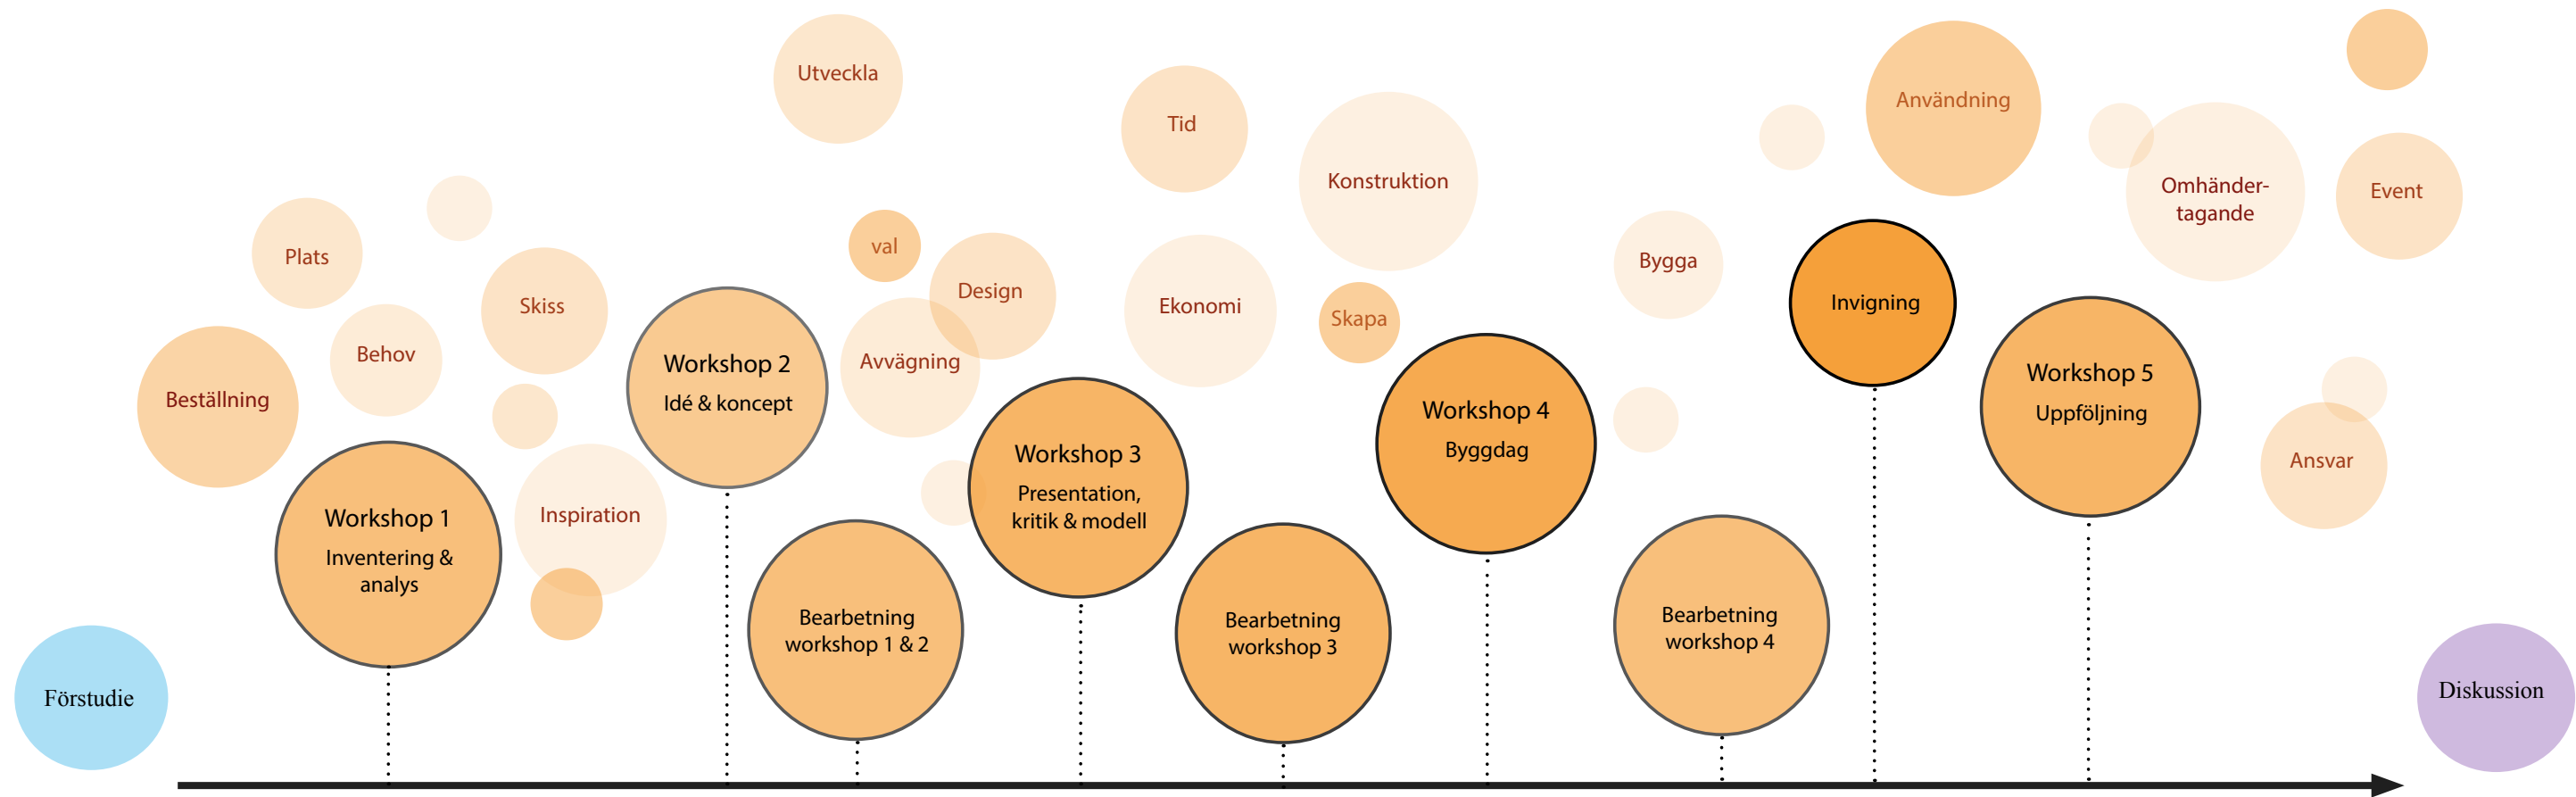 Utveckla
Tid
Användning
Konstruktion
Omhänder-
tagande
Event
Plats
val
Design
Bygga
Skiss
Ekonomi
Skapa
Invigning
Behov
Avvägning
Beställning
Workshop 2
Idé & koncept
Workshop 5
Uppföljning
Workshop 4
Byggdag
Workshop 3
Presentation,
kritik & modell
Ansvar
Workshop 1
Inventering &
analys
Inspiration
Bearbetning
workshop 1 & 2
Bearbetning
workshop 3
Bearbetning
workshop 4
Förstudie
Diskussion